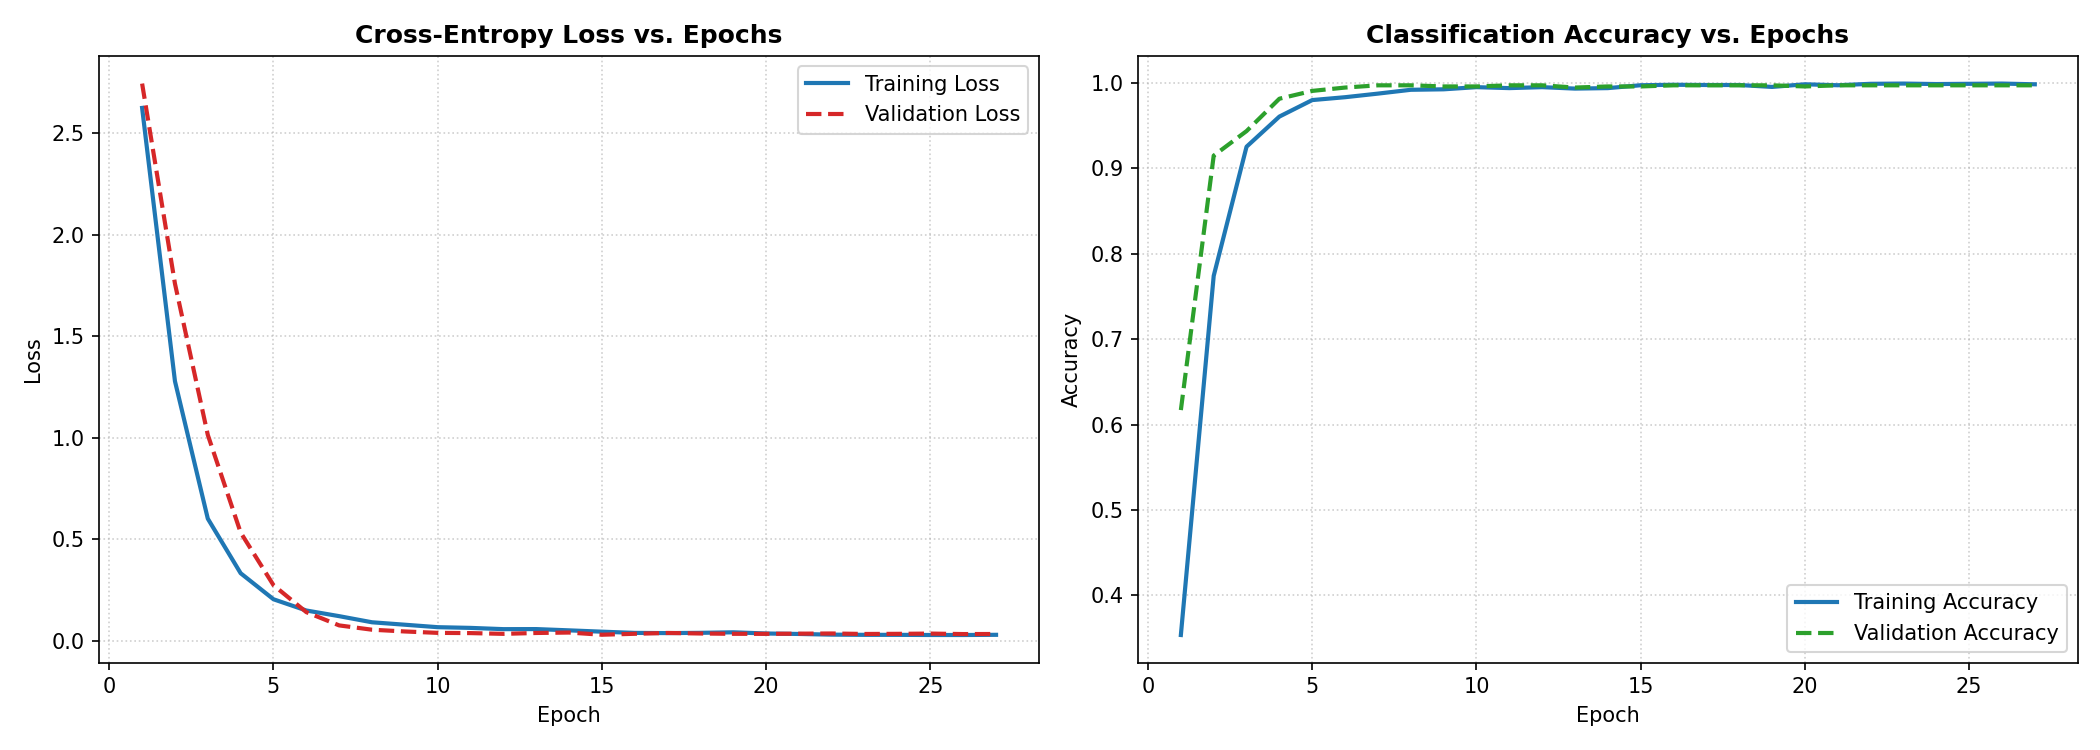 Cross-Entropy Loss vs. Epochs
Training Loss
Validation Loss
2.5
2.0
1.5
1.0
0.5
0.0
Loss
0
5
10
15
20
25
Epoch
Classification Accuracy vs. Epochs
1.0
0.9
0.8
0.7
0.6
0.5
0.4
Accuracy
Training Accuracy
Validation Accuracy
0
5
10
15
20
25
Epoch